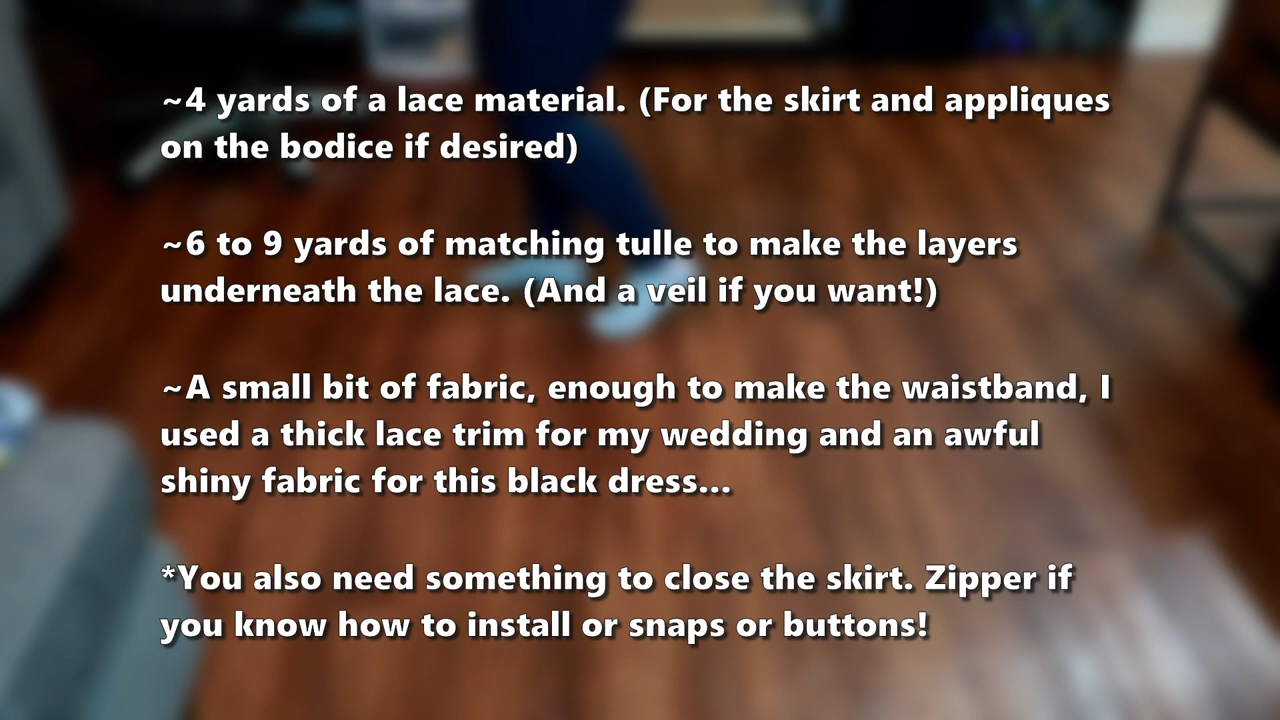 ~4 yards of a lace material. (For the skirt and appliques
on the bodice if desired)
~6 to 9 yards of matching tulle to make the layers
underneath the lace. (And a veil if you want!)
~A small bit of fabric, enough to make the waistband, I
used a thick lace trim for my wedding and an awful
shiny fabric for this black dress...
*You also need something to close the skirt. Zipper if
you know how to install or snaps or buttons!